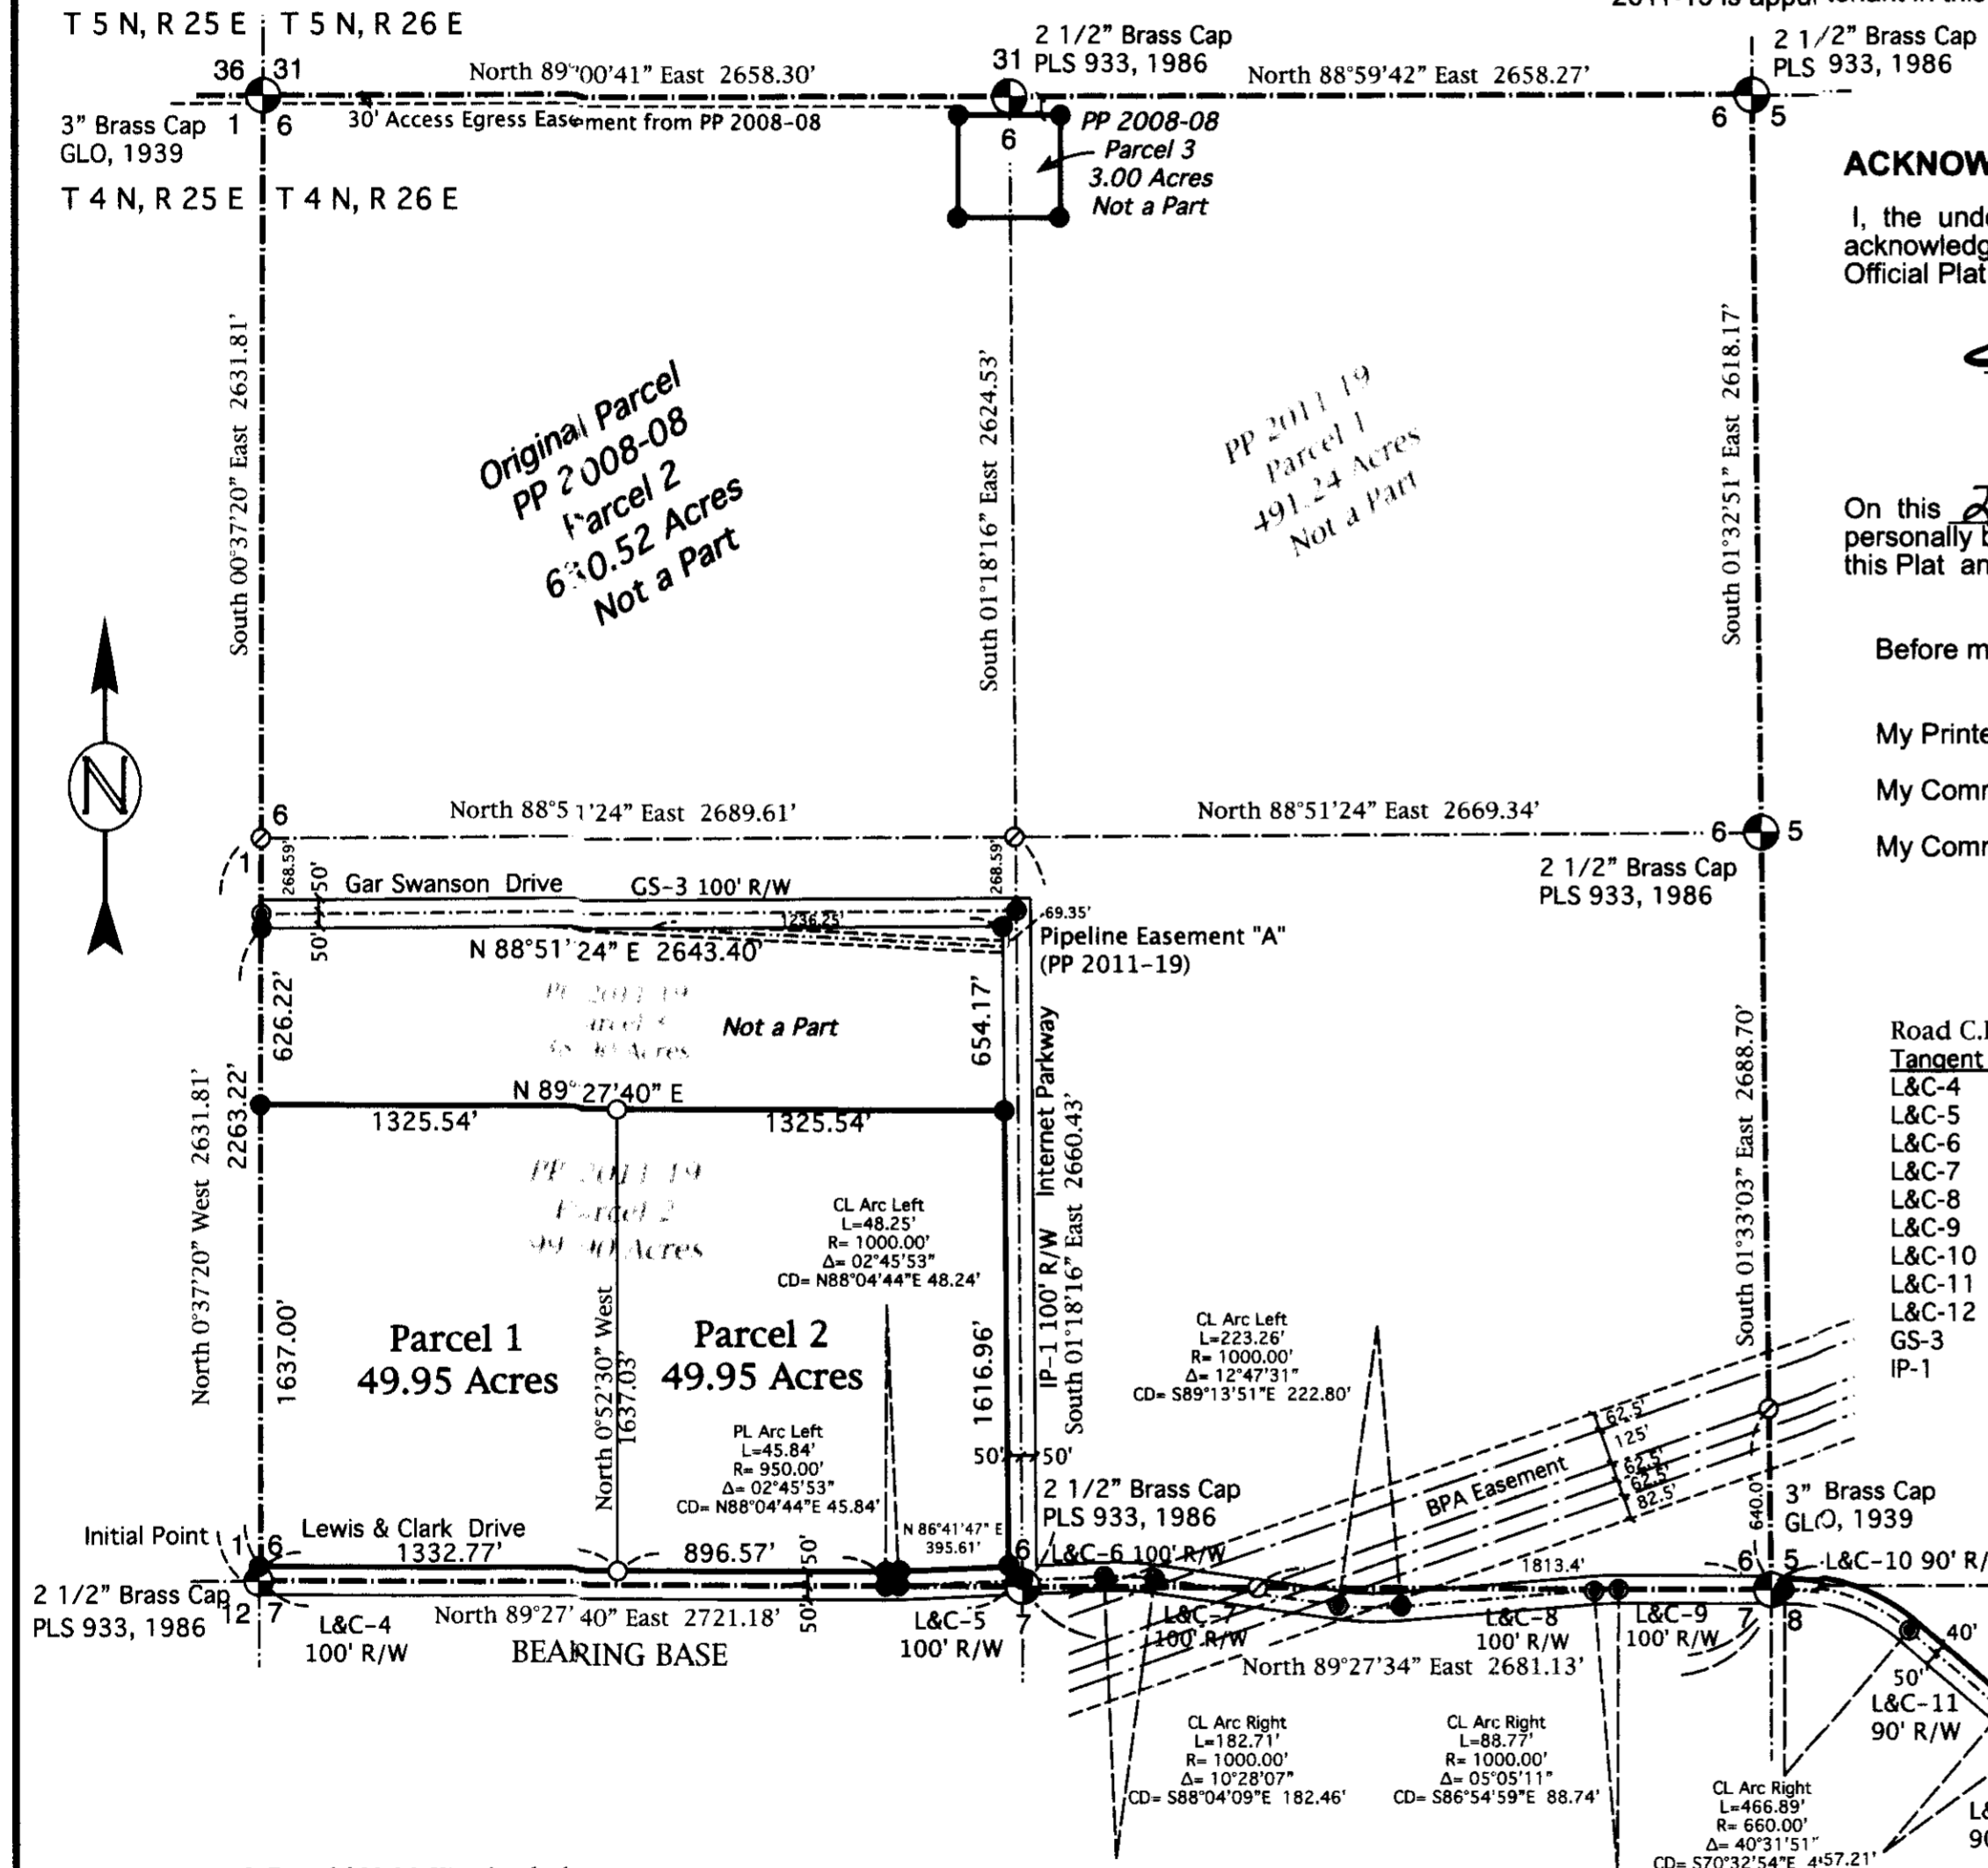 T 5 N, R 25 E T 5 N, R 26 E
36 31
North 89°00'41" East 2658.30'
31
2 1/2" Brass Cap
PLS 933, 1986
North 88°59'42" East 2658.27'
2 1/2" Brass Cap
PLS 933, 1986
3" Brass Cap
GLO, 1939
1 6
30' Access Egress Easement from PP 2008-08
6
PP 2008-08
Parcel 3
3.00 Acres
Not a Part
6 5
T 4 N, R 25 E T 4 N, R 26 E
ACKNOW
I, the unde
acknowledg
Official Plat
South 00°37'20" East 2631.81'
Original Parcel
PP 2008-08
Parcel 2
630.52 Acres
Not a Part
South 01°18'16" East 2624.53'
PP 2011 19
Parcel 1
491.24 Acres
Not a Part
South 01°32'51" East 2618.17'
On this
personally b
this Plat an
Before m
My Printe
My Comm
My Comm
N
6
1
North 88°51'24" East 2689.61'
North 88°51'24" East 2669.34'
6 5
2 1/2" Brass Cap
PLS 933, 1986
268.59'
50'
50'
Gar Swanson Drive GS-3 100' R/W
268.59'
1236.25'
69.35'
N 88°51'24" E 2643.40'
Pipeline Easement "A"
(PP 2011-19)
626.22'
2263.22'
2011 19
Acres
Not a Part
654.17'
N 89°27'40" E
1325.54' 1325.54'
North 0°37'20" West 2631.81'
1637.00'
PP 2011 19
Parcel 2
99.90 Acres
CL Arc Left
L=48.25'
R= 1000.00'
Δ= 02°45'53"
CD= N88°04'44"E 48.24'
Parcel 1
49.95 Acres
North 0°52'30" West
1637.03'
Parcel 2
49.95 Acres
1616.96'
IP-1 100' R/W Internet Parkway
South 01°18'16" East 2660.43'
50' 50'
South 01°33'03" East 2688.70'
Road C.
Tangent
L&C-4
L&C-5
L&C-6
L&C-7
L&C-8
L&C-9
L&C-10
L&C-11
L&C-12
GS-3
IP-1
CL Arc Left
L=223.26'
R= 1000.00'
Δ= 12°47'31"
CD= S89°13'51"E 222.80'
PL Arc Left
L=45.84'
R= 950.00'
Δ= 02°45'53"
CD= N88°04'44"E 45.84'
BPA Easement
62.5'
125'
62.5'
62.5'
82.5'
640.0'
3" Brass Cap
GLO, 1939
2 1/2" Brass Cap
PLS 933, 1986
Initial Point
1 6
Lewis & Clark Drive
1332.77'
896.57'
50'
50'
N 86°41'47" E
395.61'
6
L&C-6 100' R/W
1813.4'
6 5
L&C-10 90' R/
2 1/2" Brass Cap
PLS 933, 1986
12 7
L&C-4
100' R/W
North 89°27'40" East 2721.18'
BEARING BASE
L&C-5
100' R/W
7
L&C-7
100' R/W
L&C-8
100' R/W
L&C-9
100' R/W
7 8
North 89°27'34" East 2681.13'
40'
50'
L&C-11
90' R/W
CL Arc Right
L=182.71'
R= 1000.00'
Δ= 10°28'07"
CD= S88°04'09"E 182.46'
CL Arc Right
L=88.77'
R= 1000.00'
Δ= 05°05'11"
CD= S86°54'59"E 88.74'
CL Arc Right
L=466.89'
R= 660.00'
Δ= 40°31'51"
CD= S70°32'54"E 457.21'